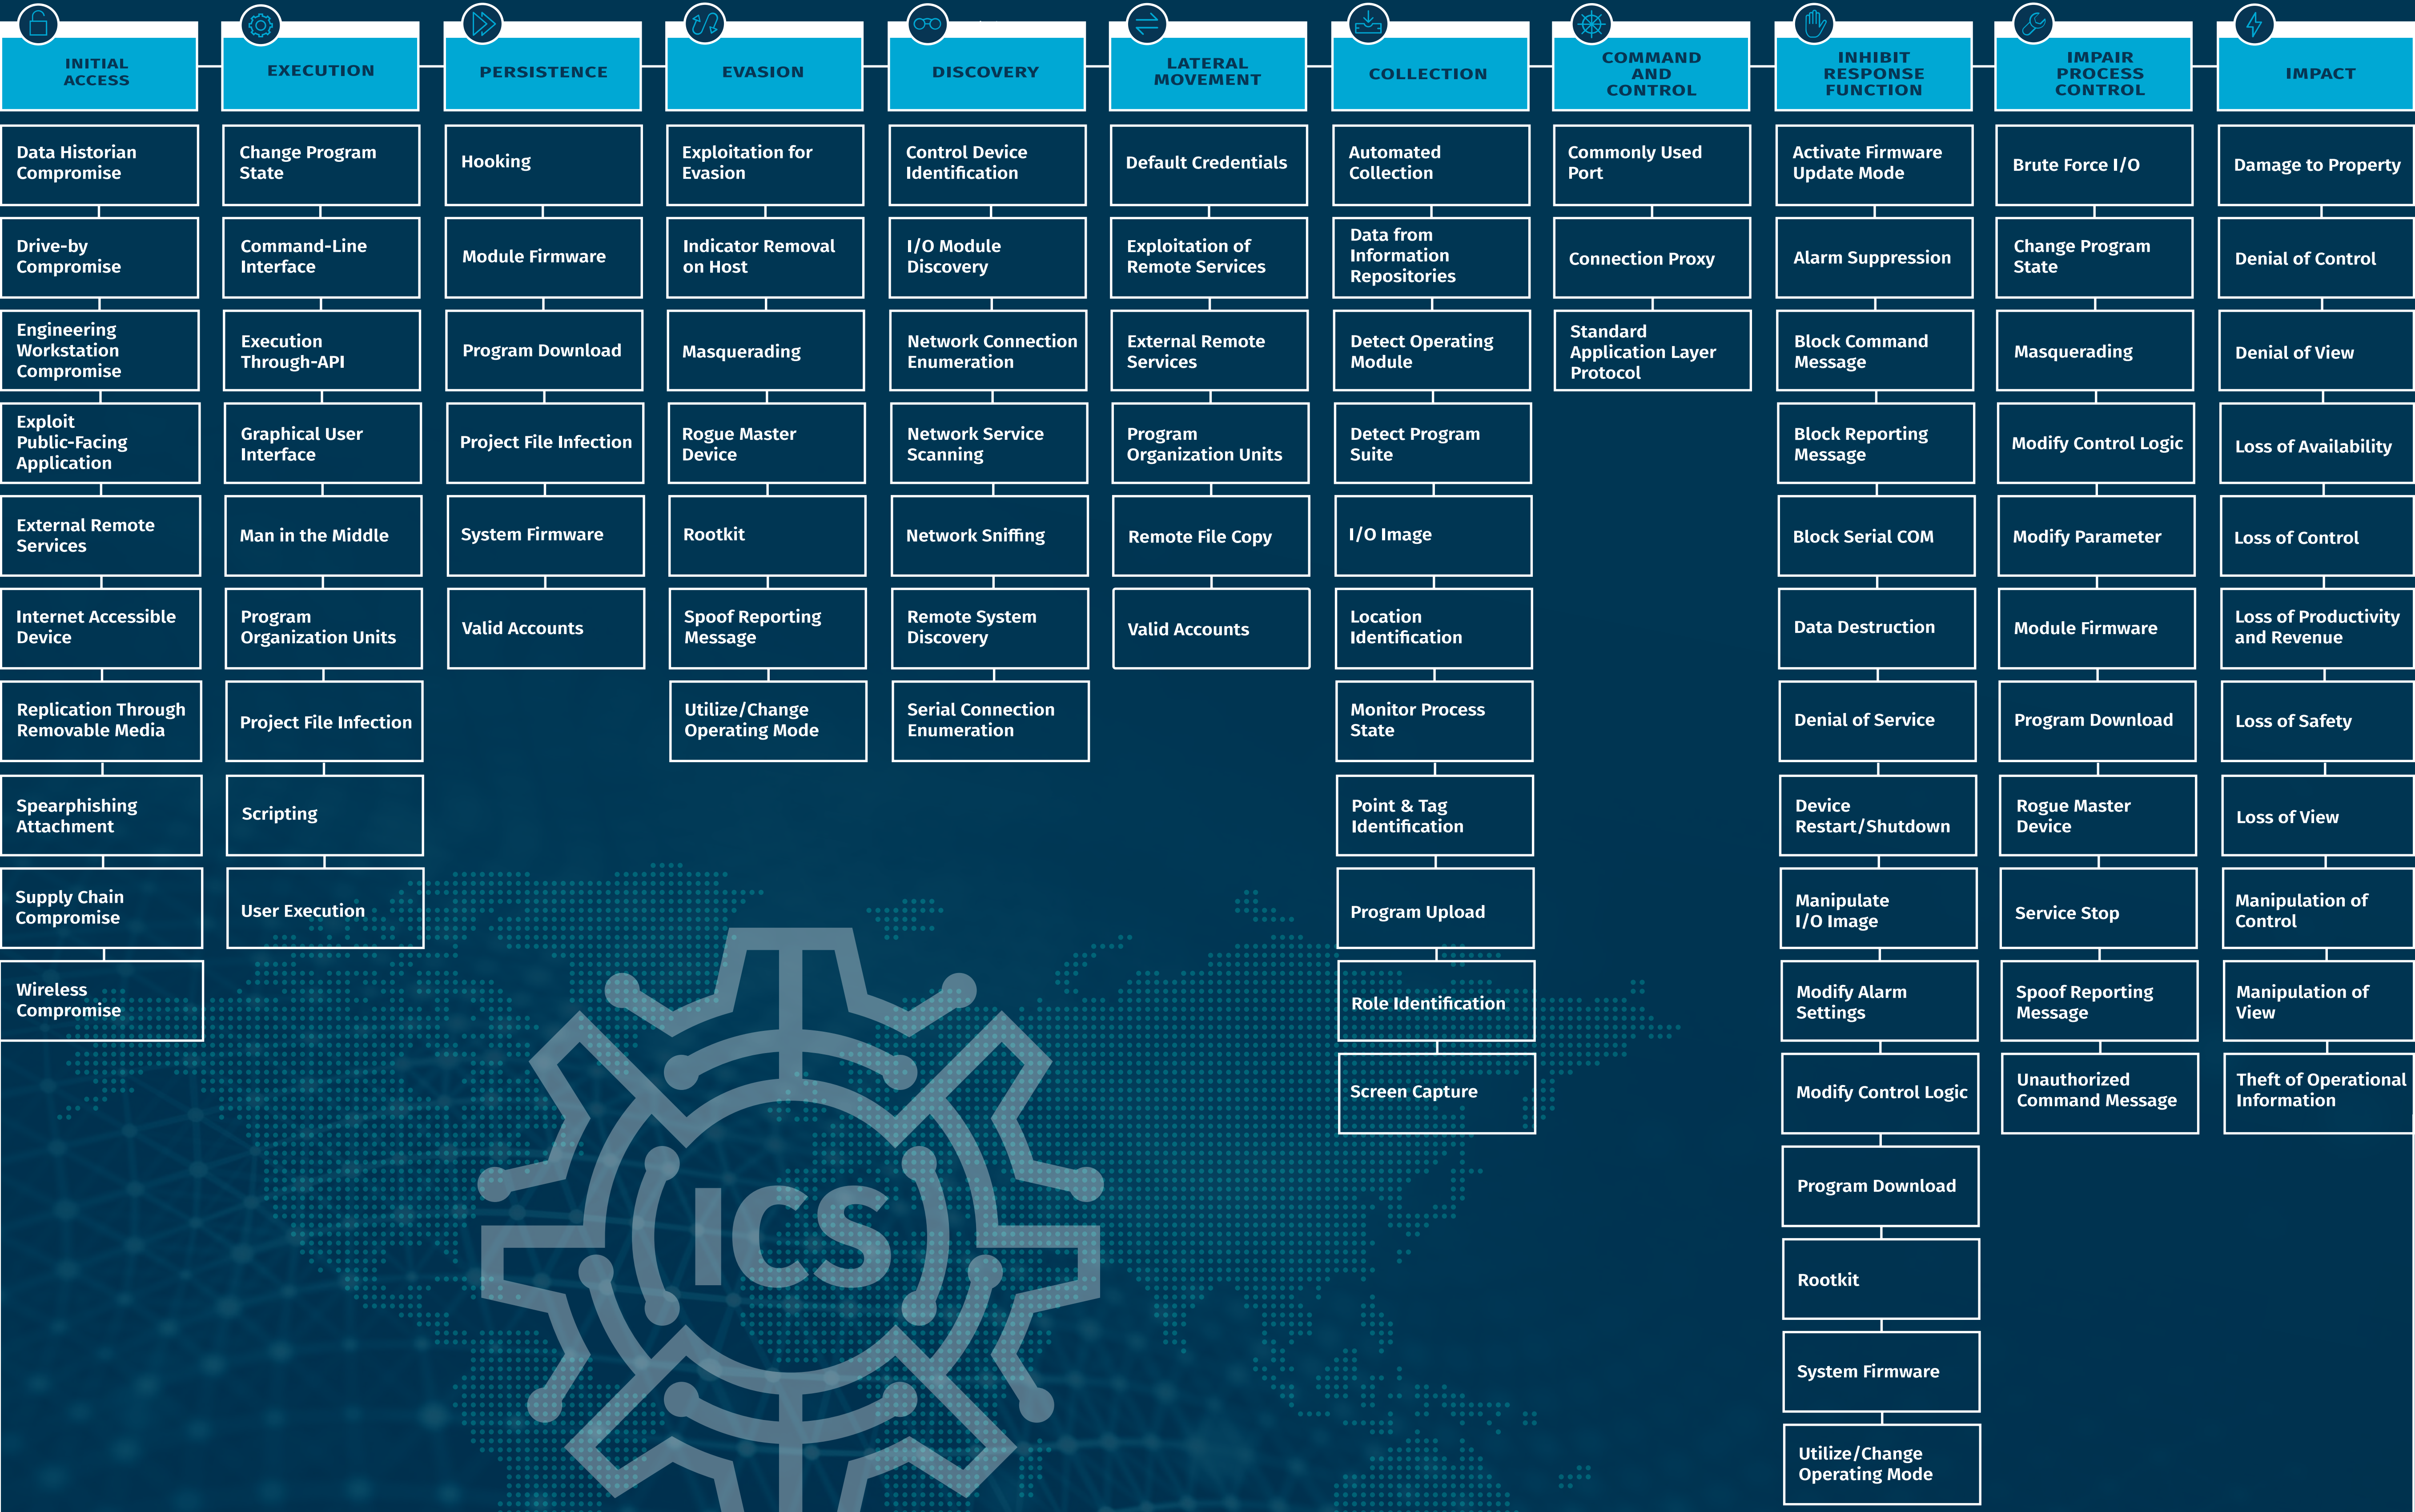 INITIAL
ACCESS
EXECUTION
PERSISTENCE
EVASION
DISCOVERY
LATERAL
MOVEMENT
COLLECTION
COMMAND
AND
CONTROL
INHIBIT
RESPONSE
FUNCTION
IMPAIR
PROCESS
CONTROL
IMPACT
Data Historian
Compromise
Drive-by
Compromise
Engineering
Workstation
Compromise
Exploit
Public-Facing
Application
External Remote
Services
Internet Accessible
Device
Replication Through
Removable Media
Spearphishing
Attachment
Supply Chain
Compromise
Wireless
Compromise
Change Program
State
Command-Line
Interface
Execution
Through-API
Graphical User
Interface
Man in the Middle
Program
Organization Units
Project File Infection
Scripting
User Execution
Hooking
Module Firmware
Program Download
Project File Infection
System Firmware
Valid Accounts
Exploitation for
Evasion
Indicator Removal
on Host
Masquerading
Rogue Master
Device
Rootkit
Spoof Reporting
Message
Utilize/Change
Operating Mode
Control Device
Identification
I/O Module
Discovery
Network Connection
Enumeration
Network Service
Scanning
Network Sniffing
Remote System
Discovery
Serial Connection
Enumeration
Default Credentials
Exploitation of
Remote Services
External Remote
Services
Program
Organization Units
Remote File Copy
Valid Accounts
Automated
Collection
Data from
Information
Repositories
Detect Operating
Module
Detect Program
Suite
I/O Image
Location
Identification
Monitor Process
State
Point & Tag
Identification
Program Upload
Role Identification
Screen Capture
Commonly Used
Port
Connection Proxy
Standard
Application Layer
Protocol
Activate Firmware
Update Mode
Alarm Suppression
Block Command
Message
Block Reporting
Message
Block Serial COM
Data Destruction
Denial of Service
Device
Restart/Shutdown
Manipulate
I/O Image
Modify Alarm
Settings
Modify Control Logic
Program Download
Rootkit
System Firmware
Utilize/Change
Operating Mode
Brute Force I/O
Change Program
State
Masquerading
Modify Control Logic
Modify Parameter
Module Firmware
Program Download
Rogue Master
Device
Service Stop
Spoof Reporting
Message
Unauthorized
Command Message
Damage to Property
Denial of Control
Denial of View
Loss of Availability
Loss of Control
Loss of Productivity
and Revenue
Loss of Safety
Loss of View
Manipulation of
Control
Manipulation of
View
Theft of Operational
Information
ICS